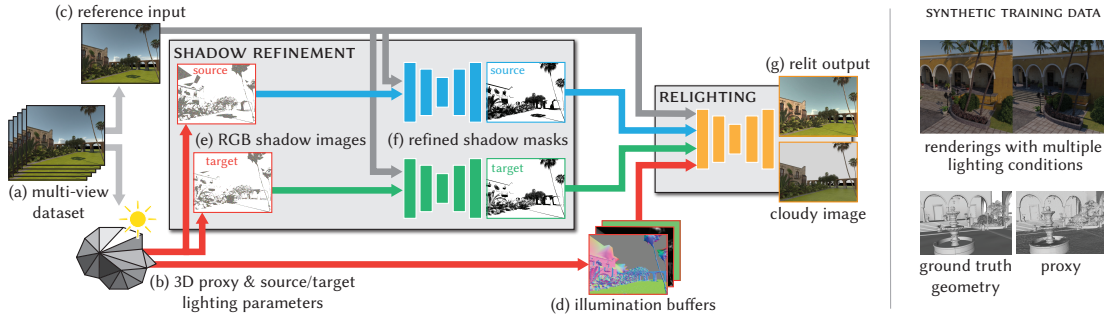 (c) reference input
SHADOW REFINEMENT
source
source
(e) RGB shadow images
(f) refined shadow masks
target
target
(a) multi-view
dataset
(b) 3D proxy & source/target
lighting parameters
(d) illumination buffers
RELIGHTING
(g) relit output
cloudy image
SYNTHETIC TRAINING DATA
renderings with multiple
lighting conditions
ground truth
geometry
proxy